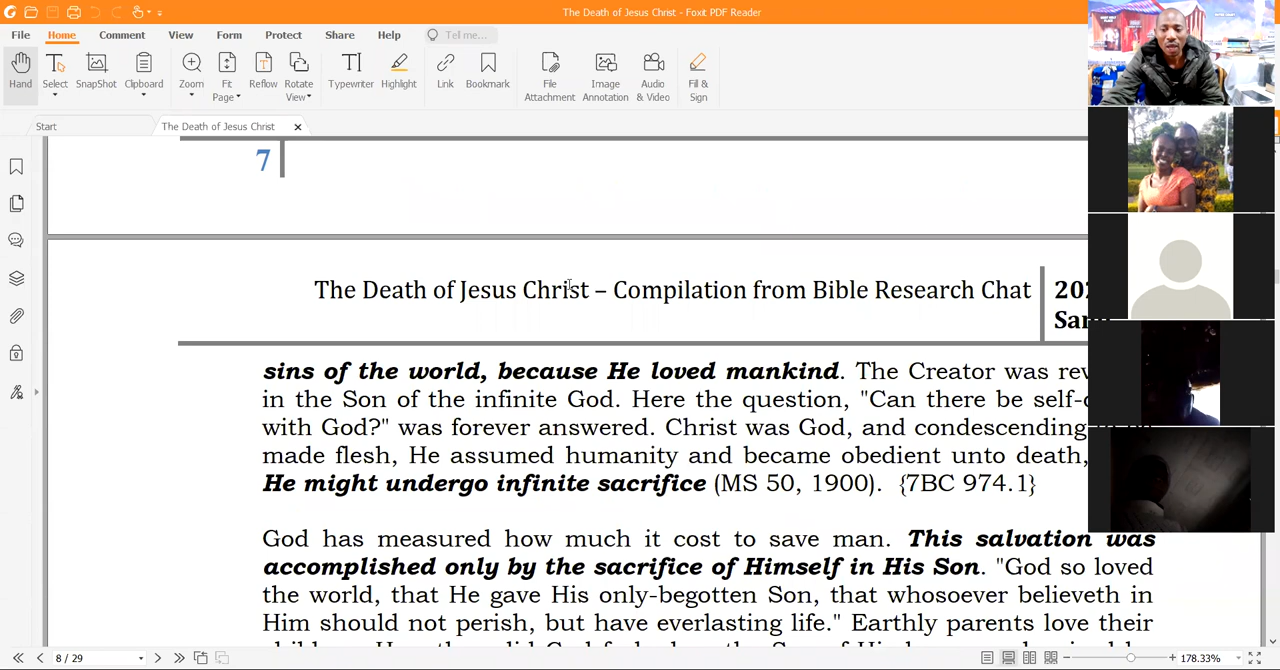 The Death of Jesus Christ - Foxit PDF Reader
File Home Comment View Form Protect Share Help Tell me...
Hand Select SnapShot Clipboard Zoom Fit Page Reflow Rotate View Typewriter Highlight Link Bookmark File Attachment Image Annotation Audio & Video Fill & Sign
Start The Death of Jesus Christ
7
The Death of Jesus Christ – Compilation from Bible Research Chat
sins of the world, because He loved mankind. The Creator was
in the Son of the infinite God. Here the question, "Can there be
with God?" was forever answered. Christ was God, and condescending
made flesh, He assumed humanity and became obedient unto death,
He might undergo infinite sacrifice (MS 50, 1900). {7BC 974.1}
God has measured how much it cost to save man. This salvation was
accomplished only by the sacrifice of Himself in His Son. "God so loved
the world, that He gave His only-begotten Son, that whosoever believeth in
Him should not perish, but have everlasting life." Earthly parents love their
8 / 29
178.33%